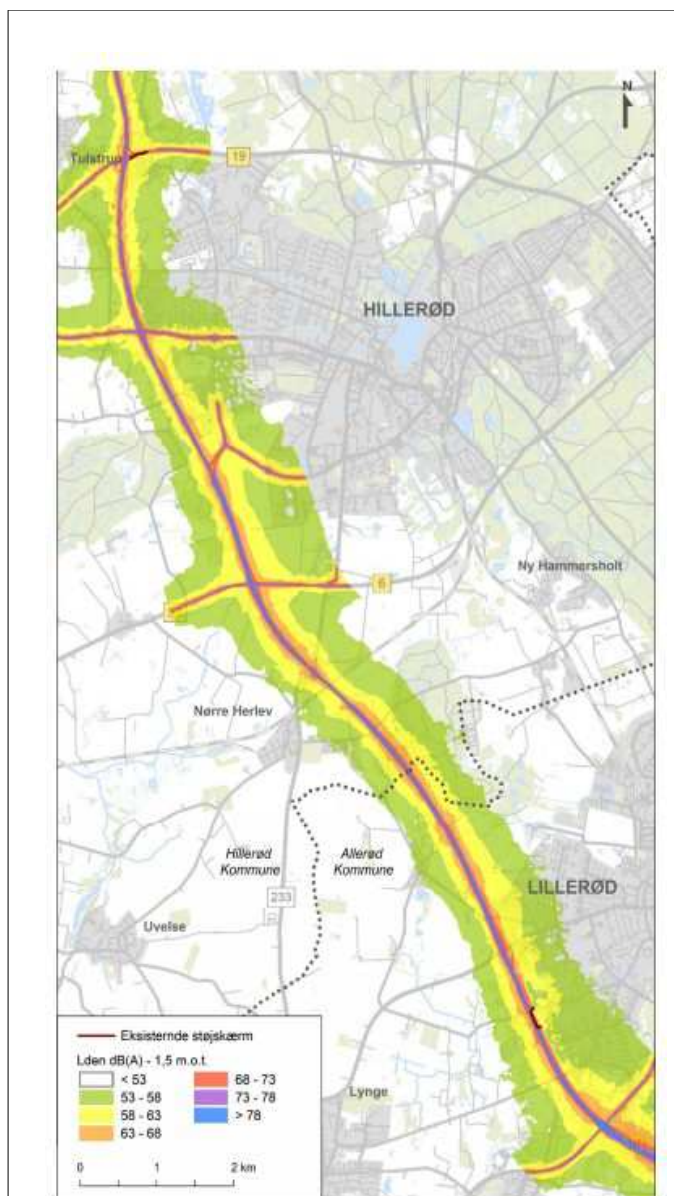 N
Tulstrup
19
HILLERØD
Ny Hammersholt
6
Nørre Herlev
Hillerød
Kommune
Allerød
Kommune
LILLERØD
233
Uvelse
Eksisternde støjskærm
Lden dB(A) - 1,5 m.o.t.
< 53
68 - 73
53 - 58
73 - 78
58 - 63
> 78
63 - 68
Lynge
0 1 2 km